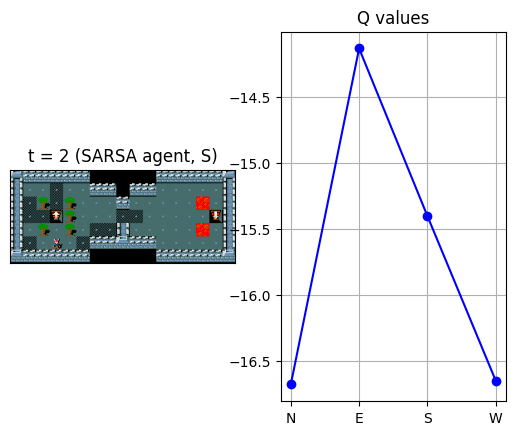 Q values
t = 2 (SARSA agent, S)
−14.5
−15.0
−15.5
−16.0
−16.5
N E S W